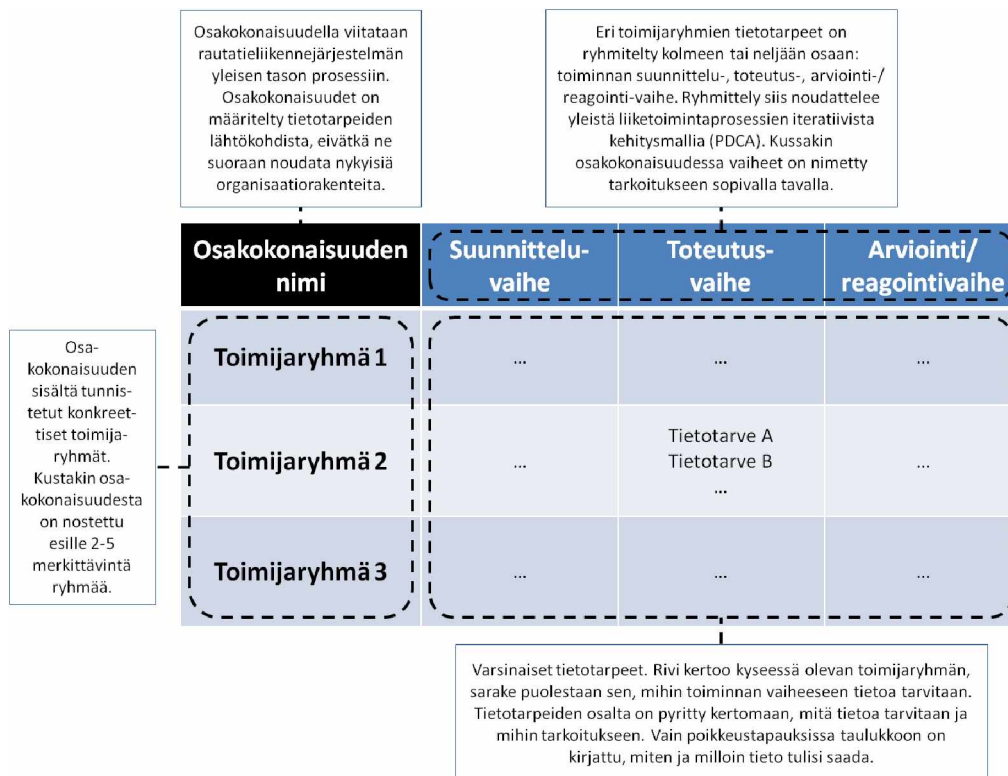 Osakokonaisuudella viitataan
rautatieliikennejärjestelmän
yleisen tason prosessiin.
Osakokonaisuudet on
määritelty tietotarpeiden
lähtökohdista, eivätkä ne
suoraan noudata nykyisiä
organisaatiorakenteita.
Eri toimijaryhmien tietotarpeet on
ryhmitelty kolmeen tai neljään osaan:
toiminnan suunnittelu-, toteutus-, arviointi-/
reagointi-vaihe. Ryhmittely siis noudattelee
yleistä liiketoimintaprosessien iteratiivista
kehitysmallia (PDCA). Kussakin
osakokonaisuudessa vaiheet on nimetty
tarkoitukseen sopivalla tavalla.
Osakokonaisuuden
nimi
Suunnittelu-
vaihe
Toteutus-
vaihe
Arviointi/
reagointivaihe
Osa-
kokonaisuuden
sisältä tunnis-
tetut konkreet-
tiset toimija-
ryhmät.
Kustakin osa-
kokonaisuudesta
on nostettu
esille 2-5
merkittävintä
ryhmää.
Toimijaryhmä 1
...
...
...
Toimijaryhmä 2
...
Tietotarve A
Tietotarve B
...
...
Toimijaryhmä 3
...
...
...
Varsinaiset tietotarpeet. Rivi kertoo kyseessä olevan toimijaryhmän,
sarake puolestaan sen, mihin toiminnan vaiheeseen tietoa tarvitaan.
Tietotarpeiden osalta on pyritty kertomaan, mitä tietoa tarvitaan ja
mihin tarkoitukseen. Vain poikkeustapauksissa taulukkoon on
kirjattu, miten ja milloin tieto tulisi saada.